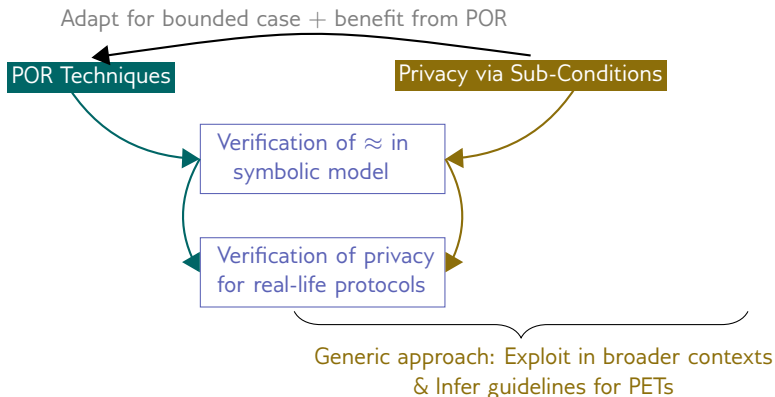 Adapt for bounded case + benefit from POR
POR Techniques
Privacy via Sub-Conditions
Verification of ≈ in
symbolic model
Verification of privacy
for real-life protocols
Generic approach: Exploit in broader contexts
& Infer guidelines for PETs